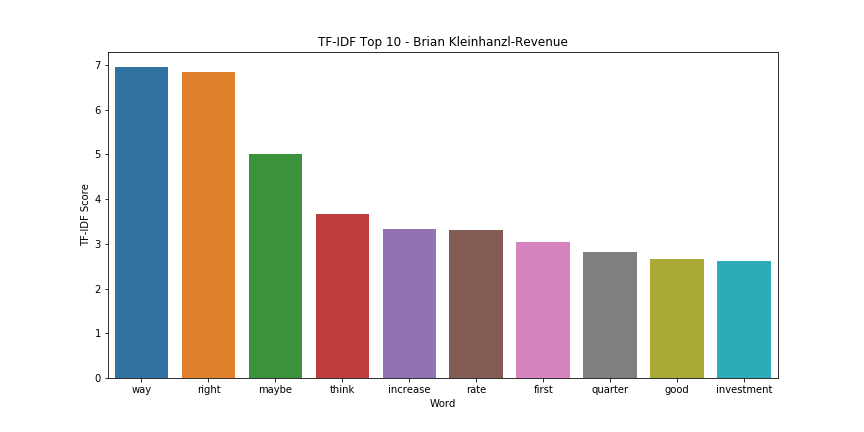 TF-IDF Top 10 - Brian Kleinhanzl-Revenue
7
6
5
4
3
2
1
0
TF-IDF Score
way right maybe think increase rate first quarter good investment
Word